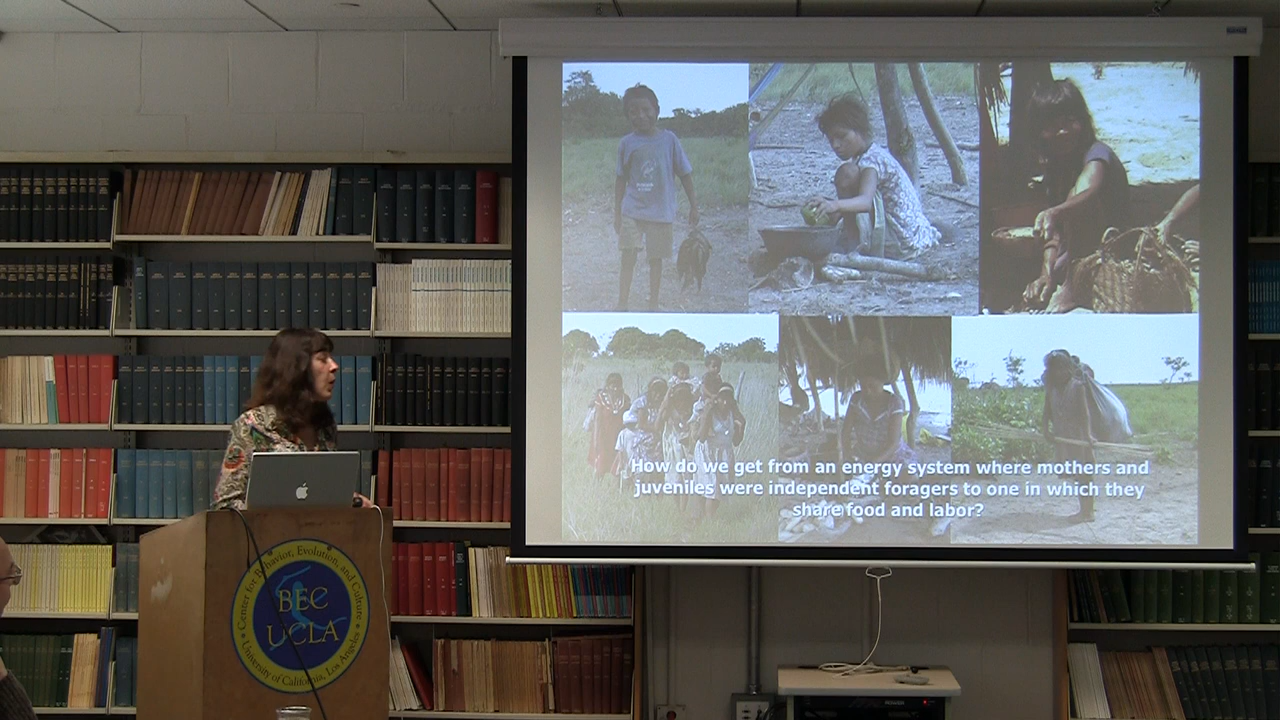 How do we get from an energy system where mothers and
juveniles were independent foragers to one in which they
share food and labor?
Center for Behavior, Evolution, and Culture
BEC
UCLA
University of California, Los Angeles